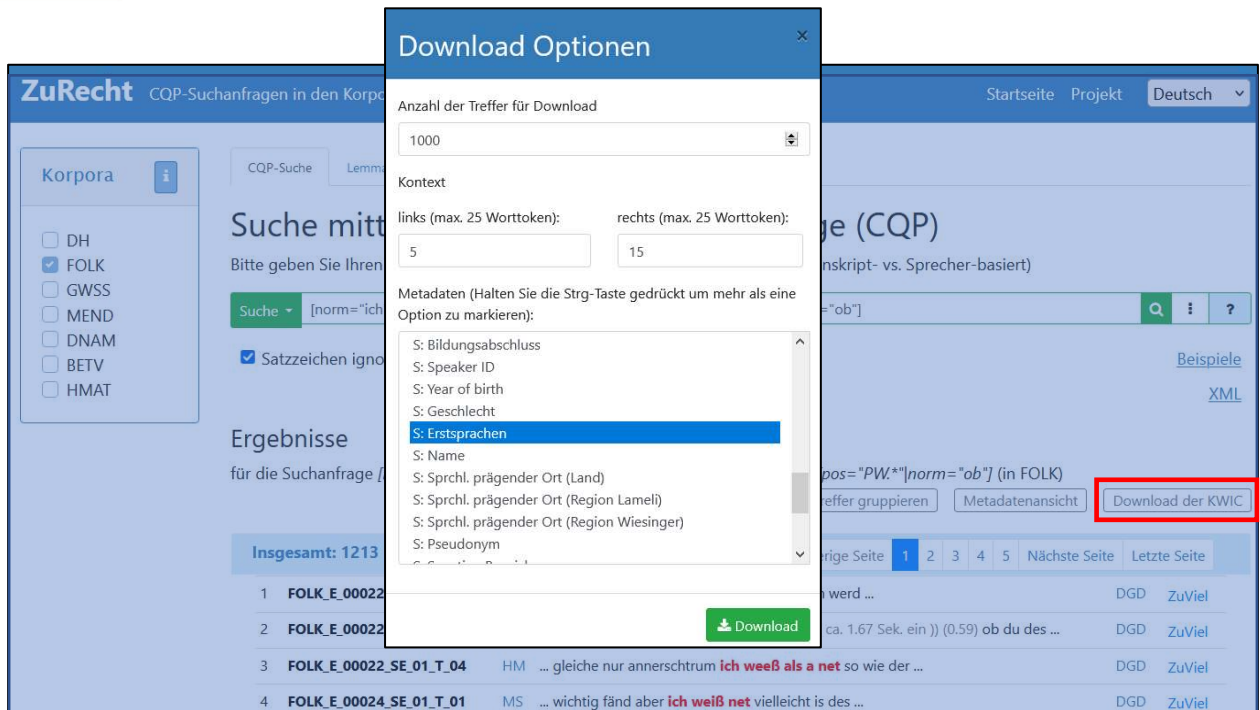 Download Optionen ×
Anzahl der Treffer für Download
1000
Kontext
links (max. 25 Worttoken): rechts (max. 25 Worttoken):
5 15
Metadaten (Halten Sie die Strg-Taste gedrückt um mehr als eine
Option zu markieren):
S: Bildungsabschluss
S: Speaker ID
S: Year of birth
S: Geschlecht
S: Erstsprachen
S: Name
S: Sprchl. prägender Ort (Land)
S: Sprchl. prägender Ort (Region Lameli)
S: Sprchl. prägender Ort (Region Wiesinger)
S: Pseudonym
Download
ZuRecht CQP-Suchanfragen in den Korpo Startseite Projekt Deutsch
Korpora i
DH
FOLK
GWSS
MEND
DNAM
BETV
HMAT
CQP-Suche Lemma
Suche mitt ge (CQP)
Bitte geben Sie Ihren nskript- vs. Sprecher-basiert)
Suche [norm="ich ="ob"] ?
Satzzeichen igno Beispiele
XML
Ergebnisse
für die Suchanfrage pos="PW.*"|norm="ob"] (in FOLK)
reffer gruppieren Metadatenansicht Download der KWIC
Insgesamt: 1213 erige Seite 1 2 3 4 5 Nächste Seite Letzte Seite
1 FOLK_E_00022 werd ... DGD ZuViel
2 FOLK_E_00022 ca. 1.67 Sek. ein )) (0.59) ob du des ... DGD ZuViel
3 FOLK_E_00022_SE_01_T_04 HM ... gleiche nur annerschtrum ich weeß als a net so wie der ... DGD ZuViel
4 FOLK_E_00024_SE_01_T_01 MS ... wichtig fänd aber ich weiß net vielleicht is des ... DGD ZuViel